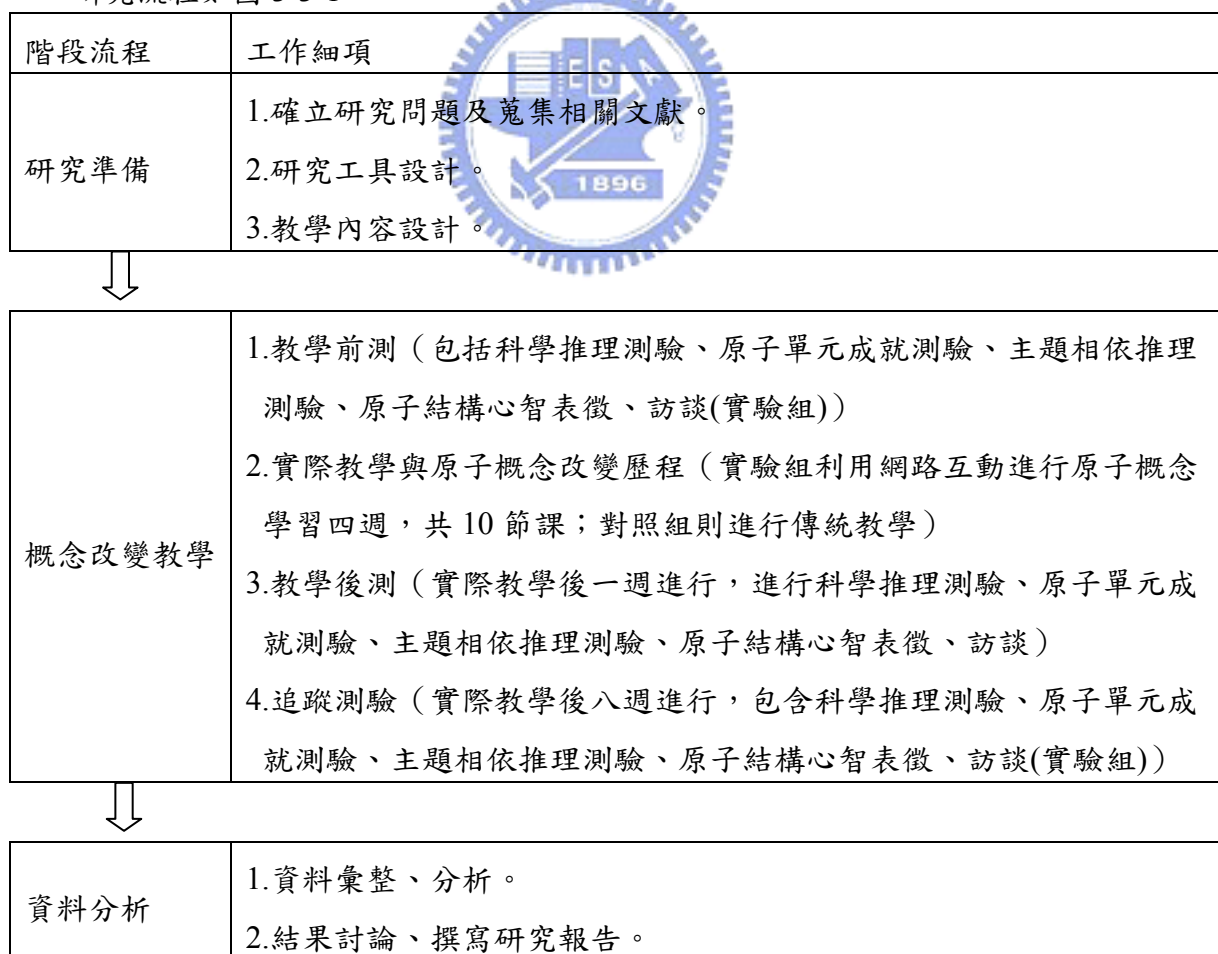 階段流程 工作細項
研究準備
1.確立研究問題及蒐集相關文獻。
2.研究工具設計。
3.教學內容設計。
ESA
1896
概念改變教學
1.教學前測（包括科學推理測驗、原子單元成就測驗、主題相依推理
測驗、原子結構心智表徵、訪談(實驗組)）
2.實際教學與原子概念改變歷程（實驗組利用網路互動進行原子概念
學習四週，共 10 節課；對照組則進行傳統教學）
3.教學後測（實際教學後一週進行，進行科學推理測驗、原子單元成
就測驗、主題相依推理測驗、原子結構心智表徵、訪談）
4.追蹤測驗（實際教學後八週進行，包含科學推理測驗、原子單元成
就測驗、主題相依推理測驗、原子結構心智表徵、訪談(實驗組)）
資料分析
1.資料彙整、分析。
2.結果討論、撰寫研究報告。